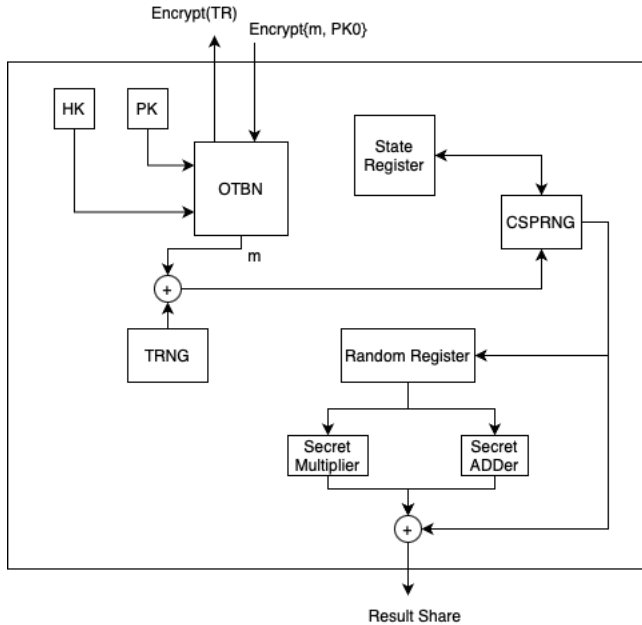 Encrypt(TR)
Encrypt{m, PK0}
HK
PK
State
Register
OTBN
CSPRNG
m
+
TRNG
Random Register
Secret
Multiplier
Secret
ADDer
+
Result Share